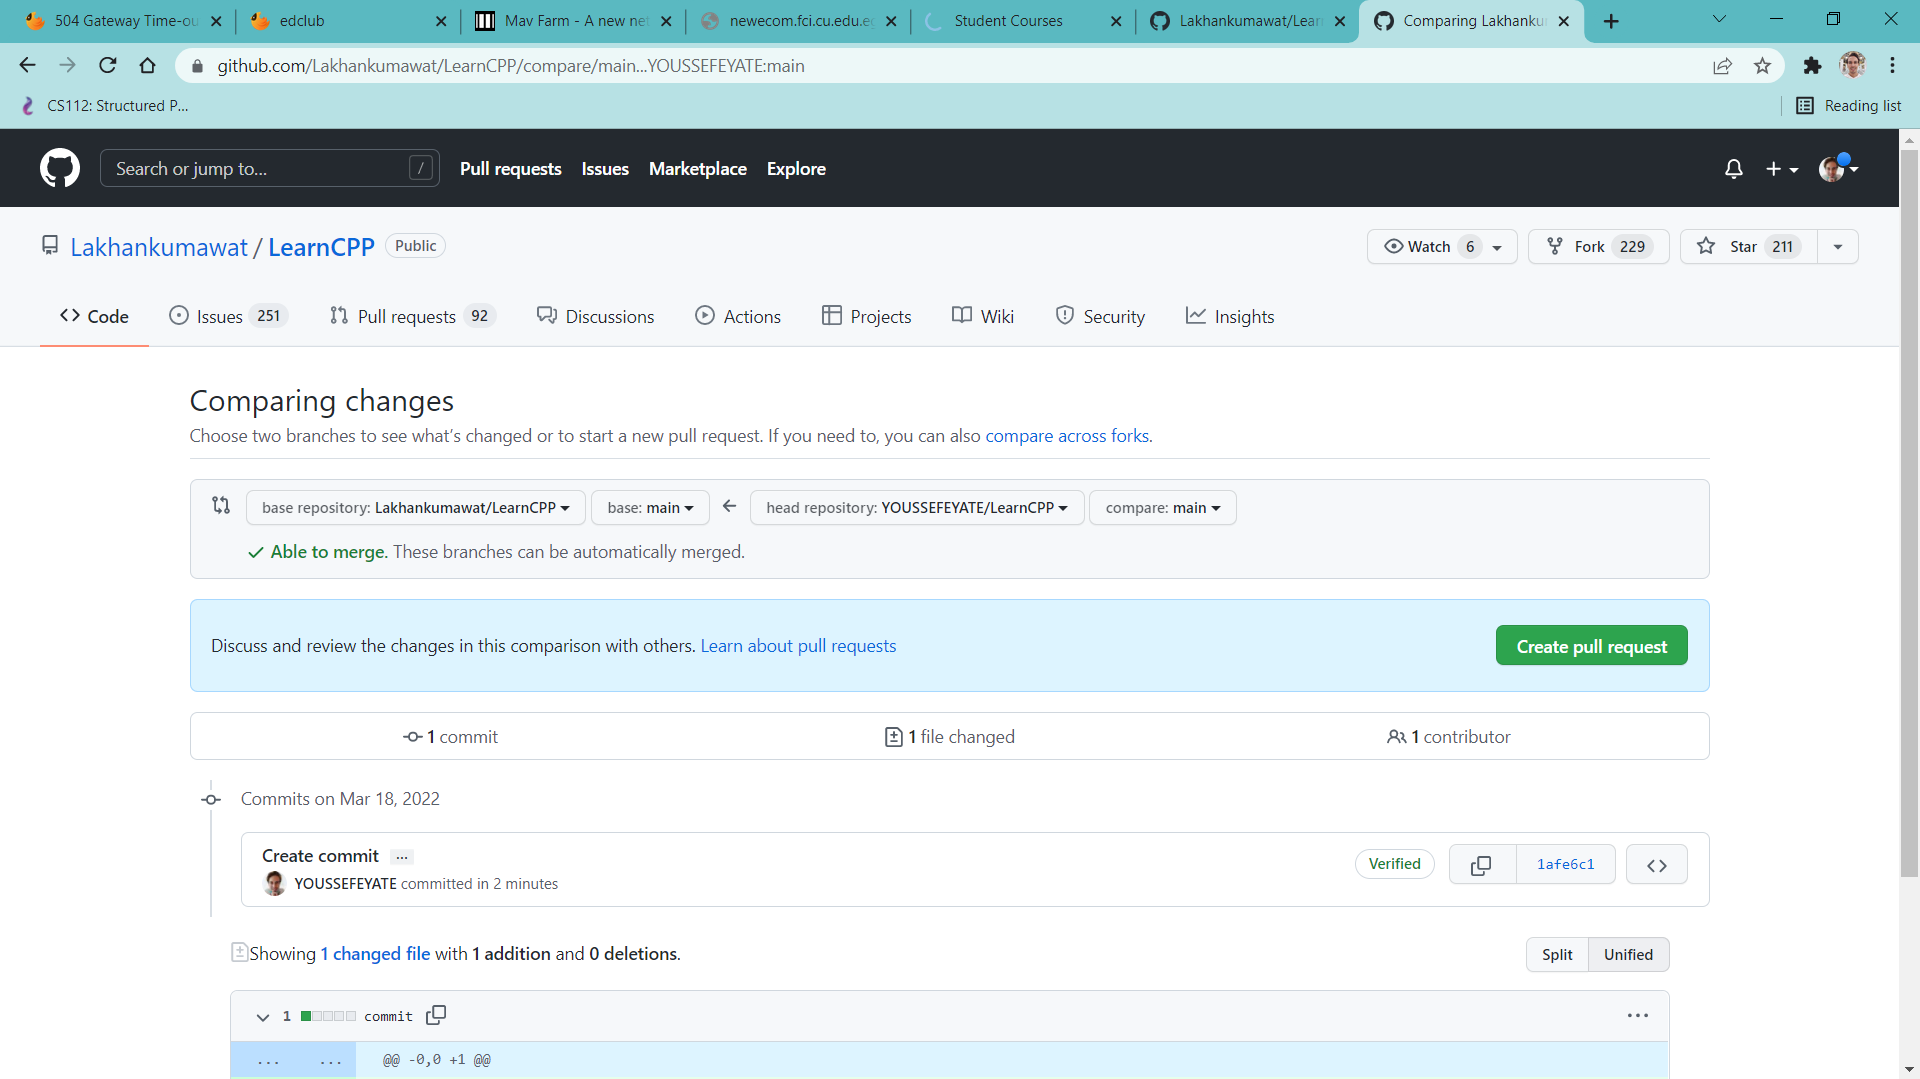 504 Gateway Time-ou
edclub
Mav Farm - A new net
newecom.fci.cu.edu.eg
Student Courses
Lakhankumawat/Learn
Comparing Lakhankum
github.com/Lakhankumawat/LearnCPP/compare/main...YOUSSEFEYATE:main
CS112: Structured P...
Reading list
Search or jump to... /
Pull requests Issues Marketplace Explore
Lakhankumawat / LearnCPP Public
Watch 6 Fork 229 Star 211
Code Issues 251 Pull requests 92 Discussions Actions Projects Wiki Security Insights
Comparing changes
Choose two branches to see what's changed or to start a new pull request. If you need to, you can also compare across forks.
base repository: Lakhankumawat/LearnCPP base: main head repository: YOUSSEFEYATE/LearnCPP compare: main
Able to merge. These branches can be automatically merged.
Discuss and review the changes in this comparison with others. Learn about pull requests
Create pull request
1 commit 1 file changed 1 contributor
Commits on Mar 18, 2022
Create commit ...
Verified 1afe6c1
YOUSSEFEYATE committed in 2 minutes
Showing 1 changed file with 1 addition and 0 deletions.
Split Unified
1 commit
... ... @@ -0,0 +1 @@